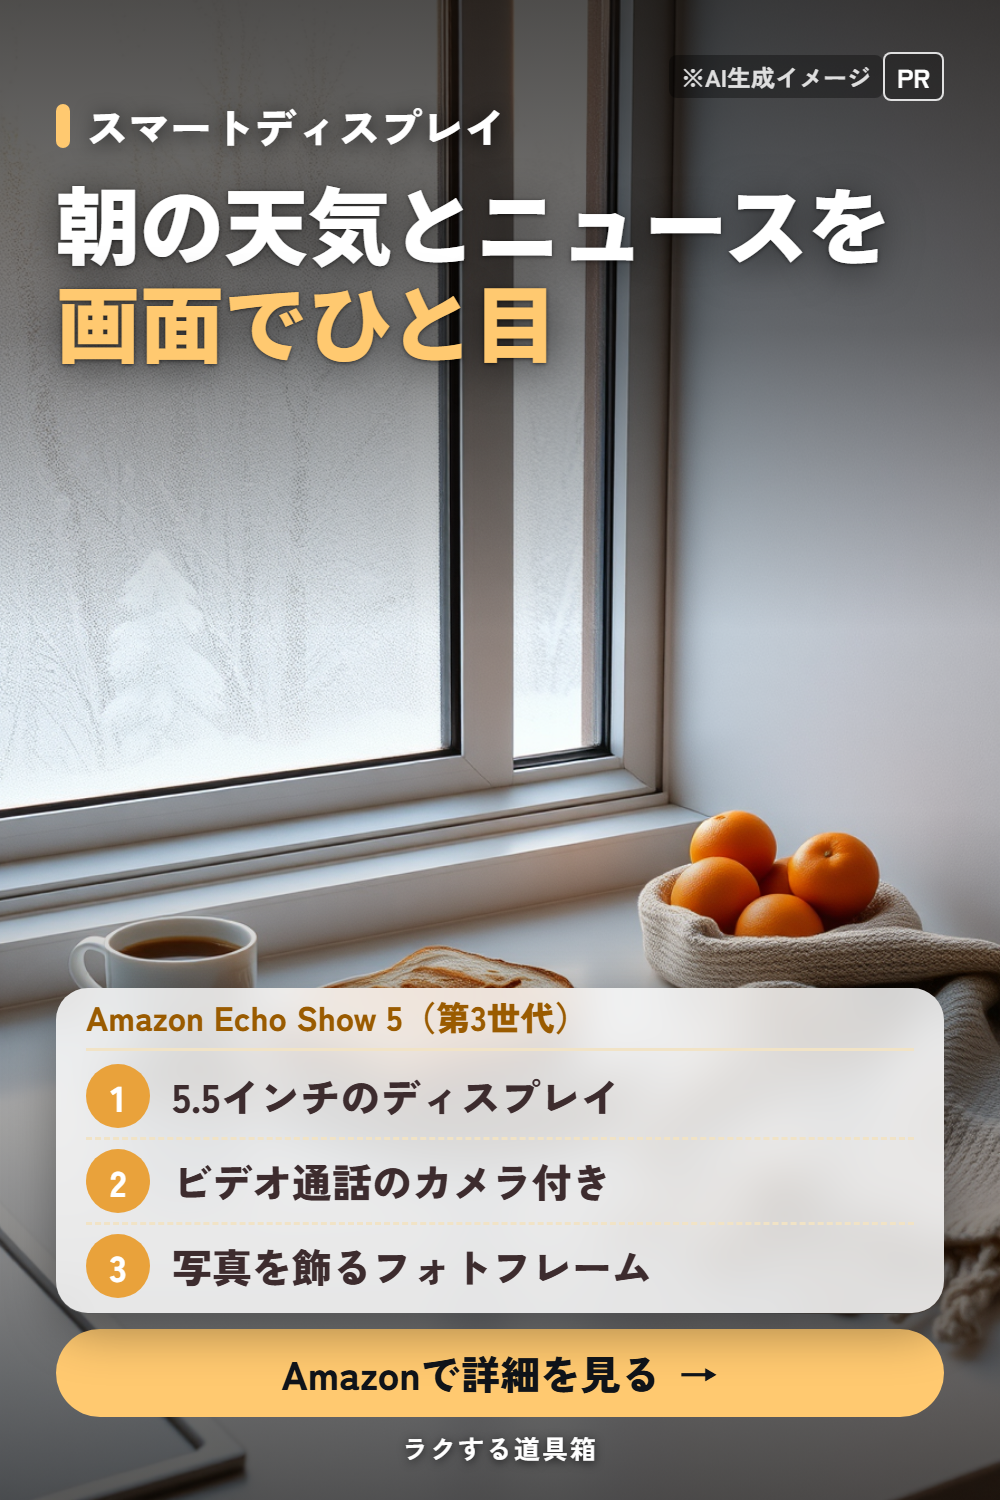 ※AI生成イメージ PR
スマートディスプレイ
朝の天気とニュースを
画面でひと目
Amazon Echo Show 5（第3世代）
1 5.5インチのディスプレイ
2 ビデオ通話のカメラ付き
3 写真を飾るフォトフレーム
Amazonで詳細を見る →
ラクする道具箱